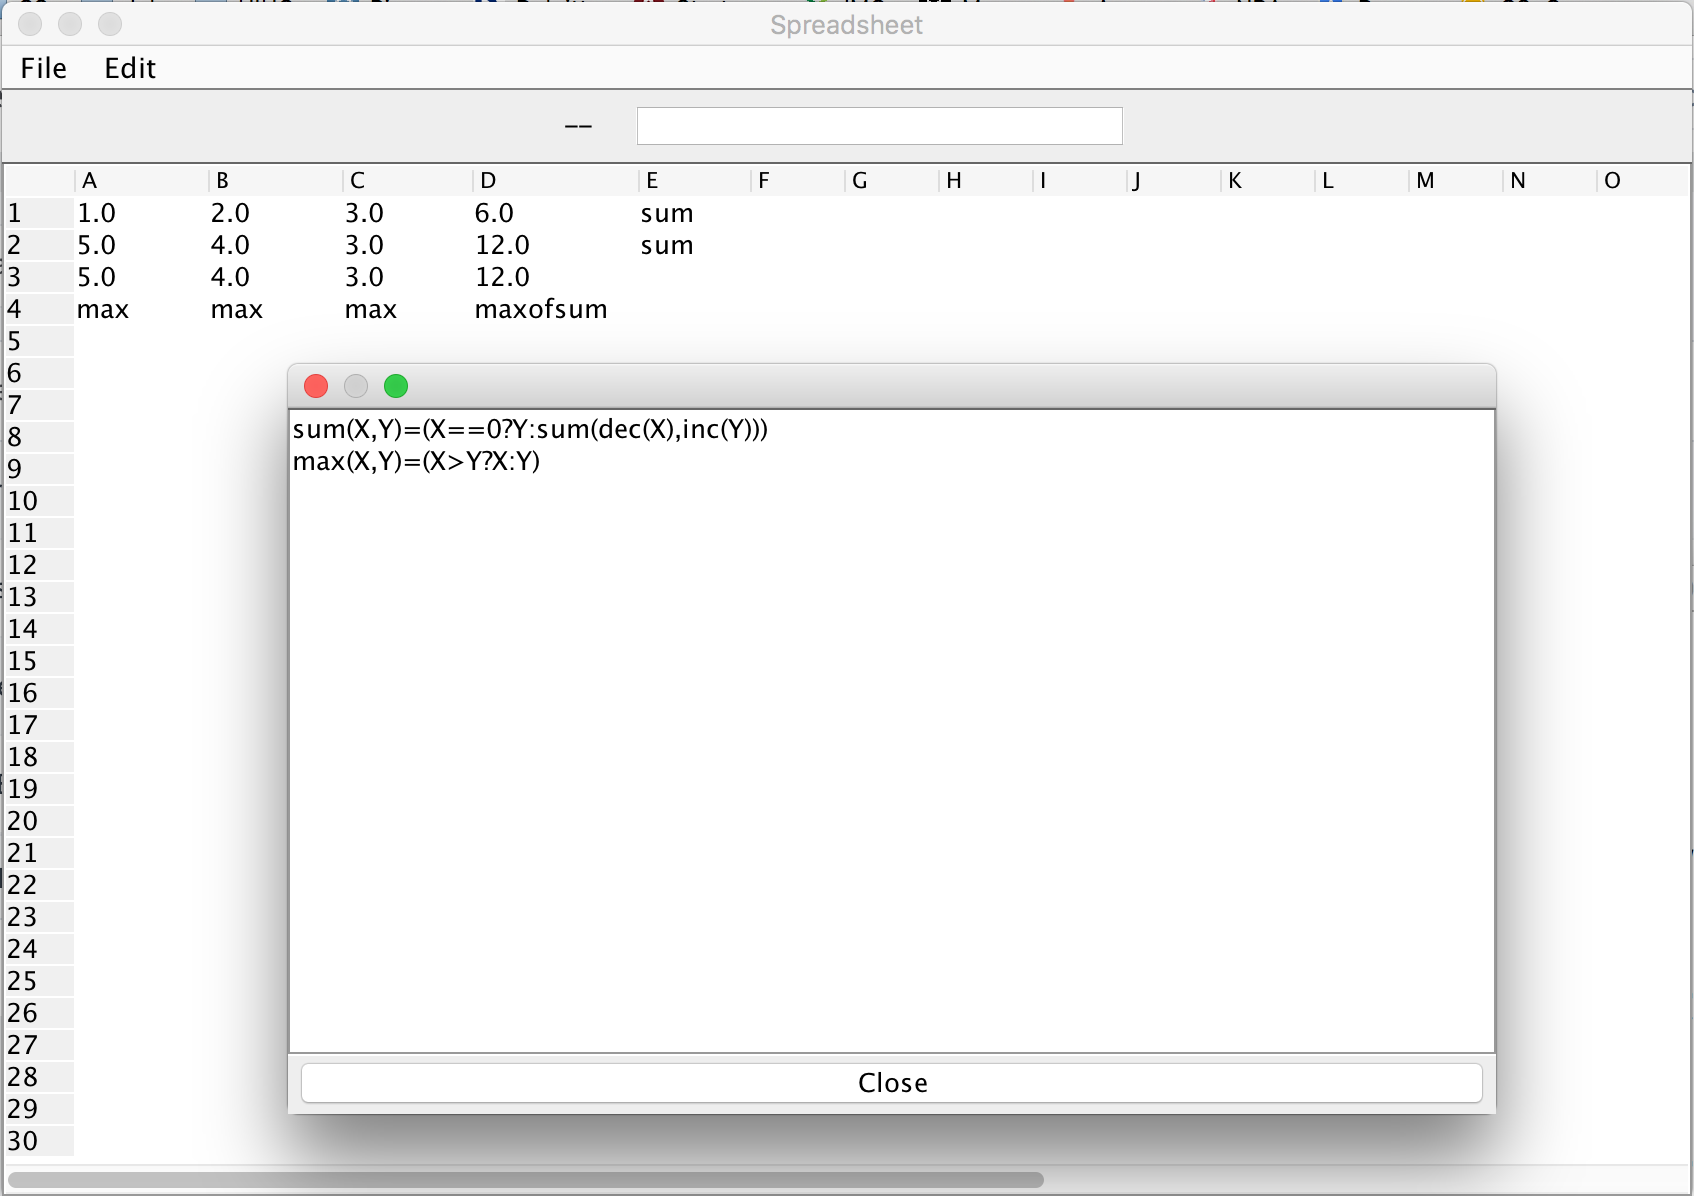 Spreadsheet
File Edit
--
A B C D E F G H I J K L M N O
1 1.0 2.0 3.0 6.0 sum
2 5.0 4.0 3.0 12.0 sum
3 5.0 4.0 3.0 12.0
4 max max max maxofsum
5
6
7
8
9
10
11
12
13
14
15
16
17
18
19
20
21
22
23
24
25
26
27
28
29
30
sum(X,Y)=(X==0?Y:sum(dec(X),inc(Y)))
max(X,Y)=(X>Y?X:Y)
Close